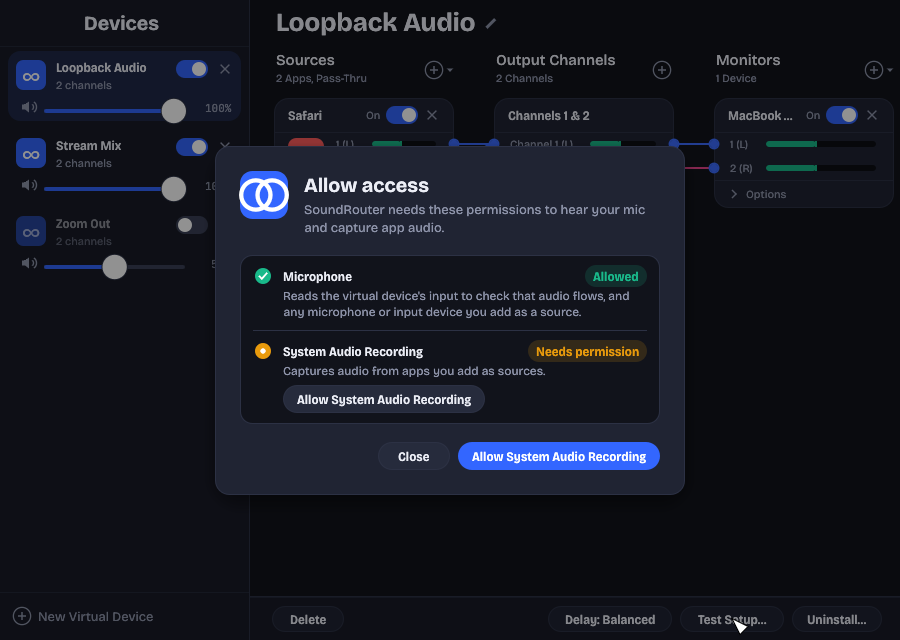 Devices
Loopback Audio
2 channels
100%
Stream Mix
2 channels
Zoom Out
2 channels
New Virtual Device
Loopback Audio
Sources
2 Apps, Pass-Thru
Output Channels
2 Channels
Monitors
1 Device
Safari
On
1 (L)
Channels 1 & 2
Channel 1 (L)
MacBook ...
On
1 (L)
2 (R)
Options
Allow access
SoundRouter needs these permissions to hear your mic
and capture app audio.
Microphone
Allowed
Reads the virtual device's input to check that audio flows, and
any microphone or input device you add as a source.
System Audio Recording
Needs permission
Captures audio from apps you add as sources.
Allow System Audio Recording
Close
Allow System Audio Recording
Delete
Delay: Balanced
Test Setup...
Uninstall...